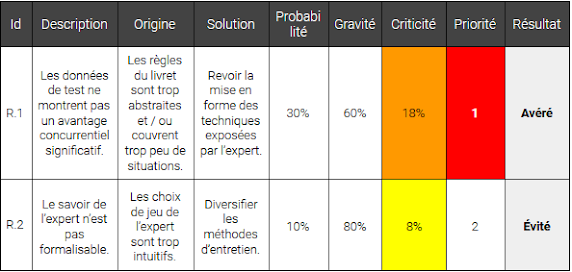 Id Description Origine Solution Probabi Gravité Criticité Priorité Résultat
lité
R.1
Les données
de test ne
montrent pas
un avantage
concurrentiel
significatif.
Les règles
du livret
sont trop
abstraites
et / ou
couvrent
trop peu de
situations.
Revoir la
mise en
forme des
techniques
exposées
par l'expert.
30% 60% 18% 1 Avéré
R.2
Le savoir de
l'expert n'est
pas
formalisable.
Les choix
de jeu de
l'expert
sont trop
intuitifs.
Diversifier
les
méthodes
d'entretien.
10% 80% 8% 2 Évité